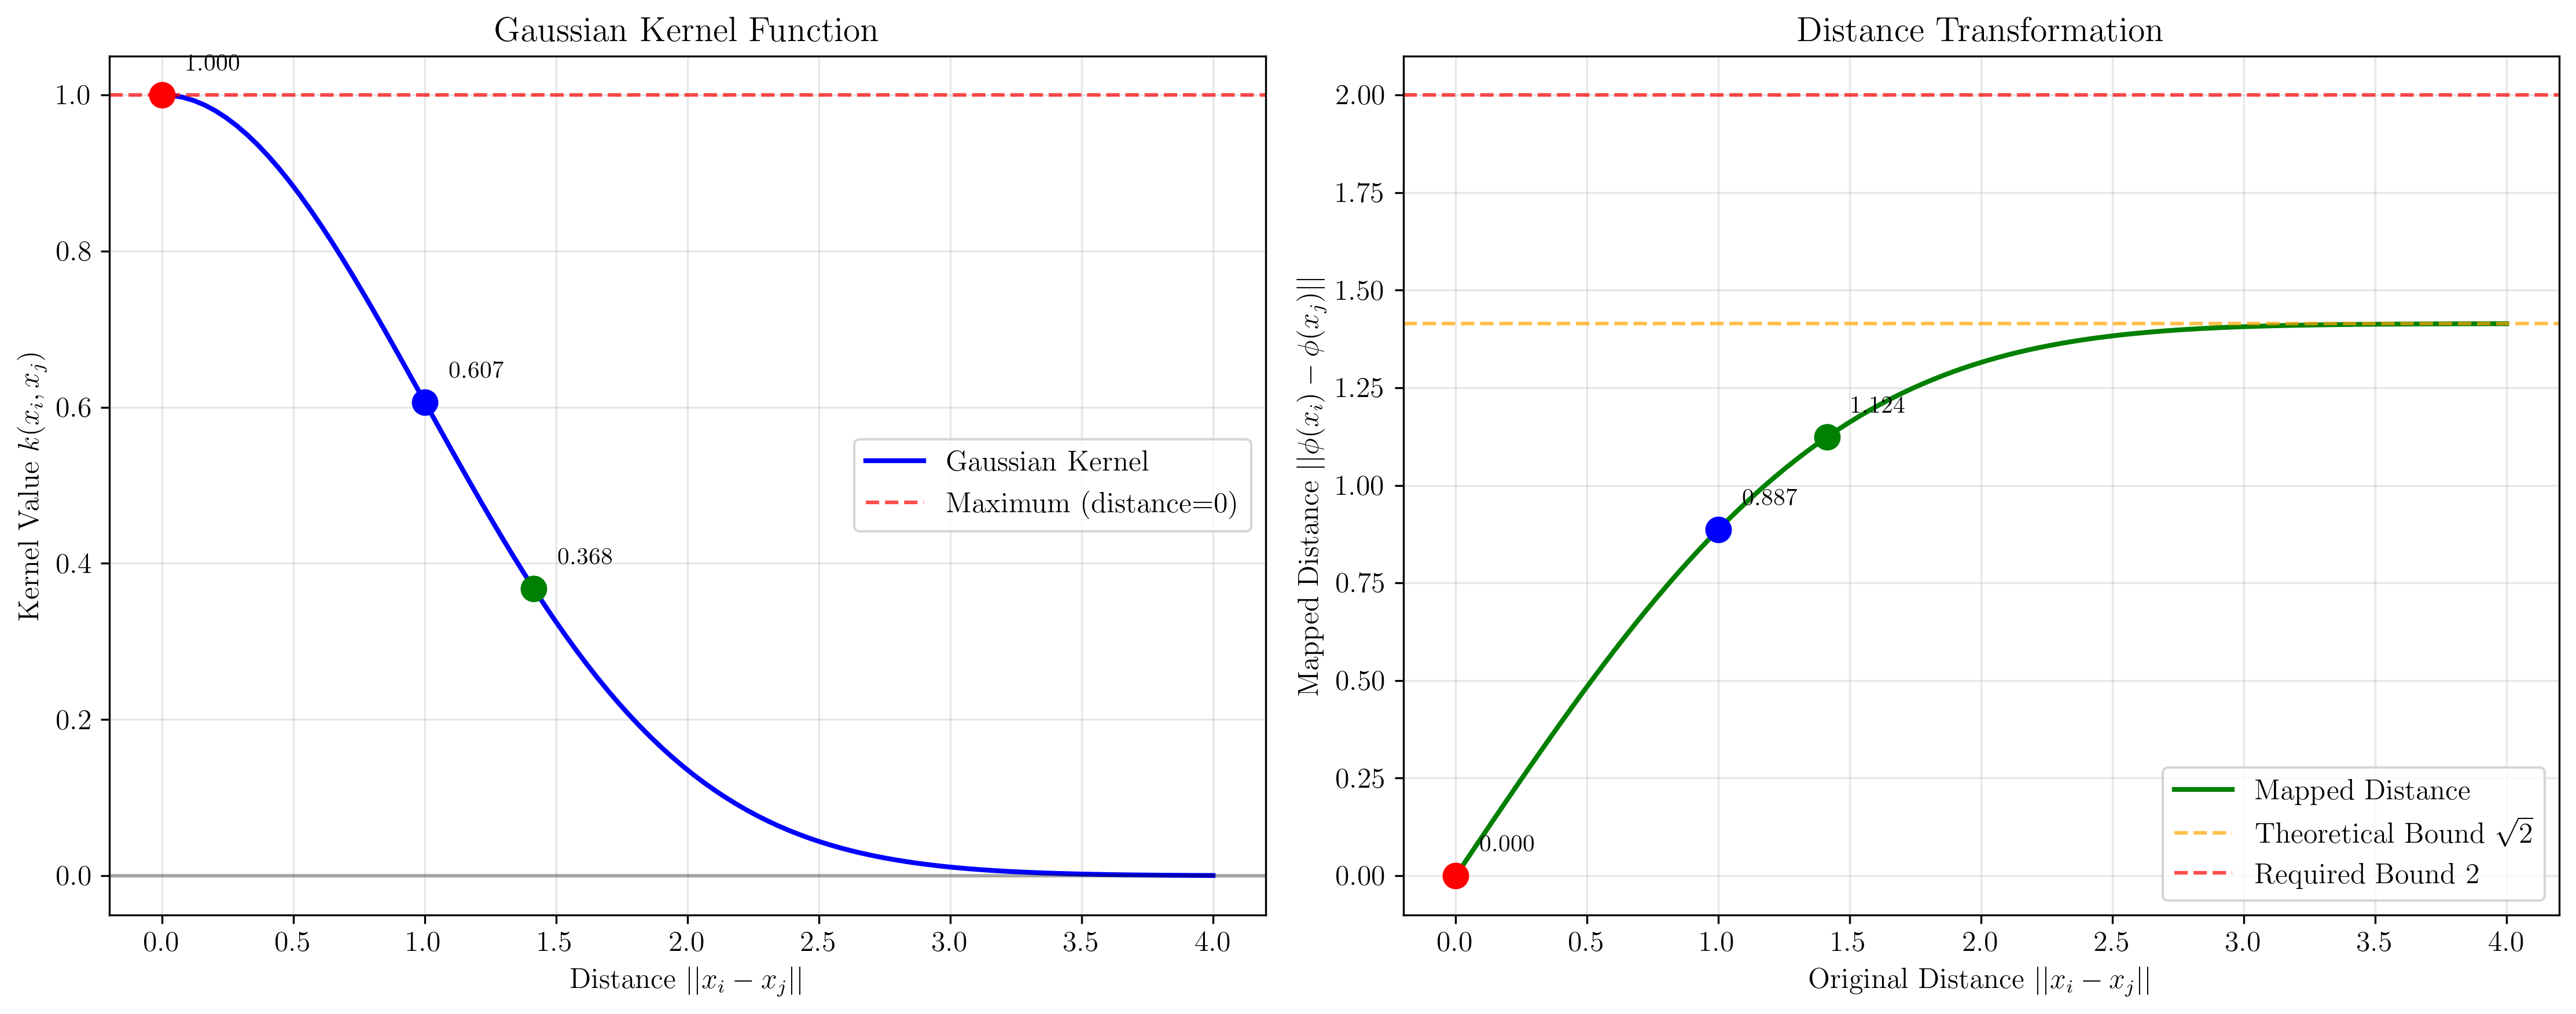 Gaussian Kernel Function
1.000
1.0
0.8
0.607
0.6
0.368
0.4
0.2
0.0
Kernel Value k(x_i, x_j)
Gaussian Kernel
Maximum (distance=0)
0.0 0.5 1.0 1.5 2.0 2.5 3.0 3.5 4.0
Distance ||x_i − x_j||
Distance Transformation
2.00
1.75
1.50
1.25
1.124
1.00
0.887
0.75
0.50
0.25
0.000
0.00
Mapped Distance ||ϕ(x_i) − ϕ(x_j)||
Mapped Distance
Theoretical Bound √2
Required Bound 2
0.0 0.5 1.0 1.5 2.0 2.5 3.0 3.5 4.0
Original Distance ||x_i − x_j||